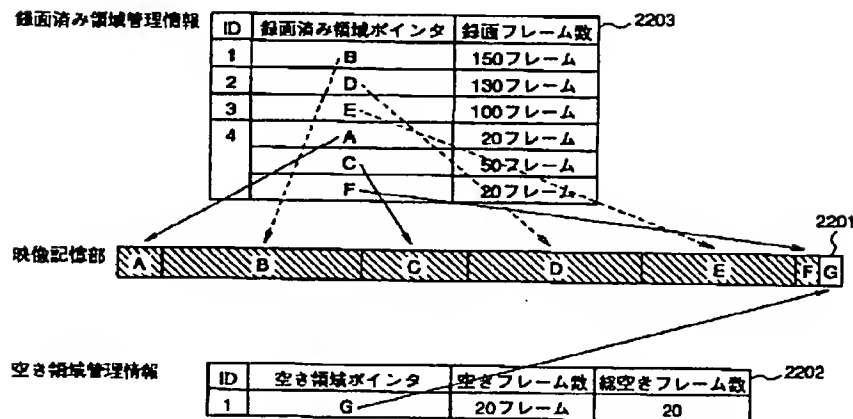 録画済み領域管理情報
ID 録画済み領域ポインタ 録画フレーム数 2203
1 B 150フレーム
2 D 130フレーム
3 E 100フレーム
4 A 20フレーム
C 50フレーム
F 20フレーム
2201
映像記憶部 A B C D E F G
空き領域管理情報
ID 空き領域ポインタ 空きフレーム数 総空きフレーム数 2202
1 G 20フレーム 20